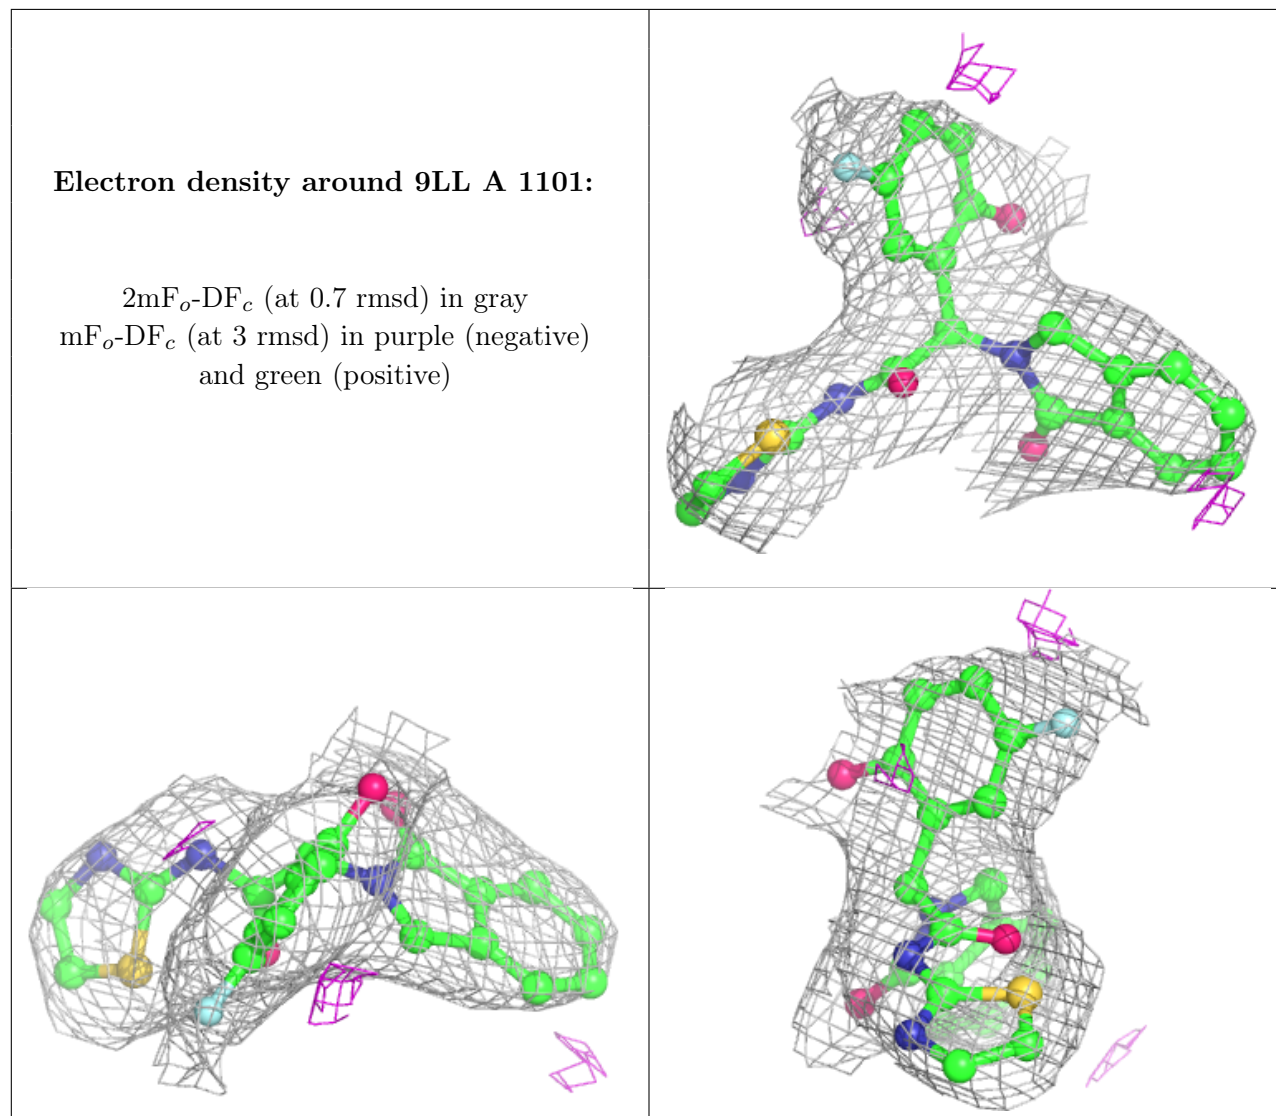 Electron density around 9LL A 1101:
2mFo-DFc (at 0.7 rmsd) in gray
mFo-DFc (at 3 rmsd) in purple (negative)
and green (positive)